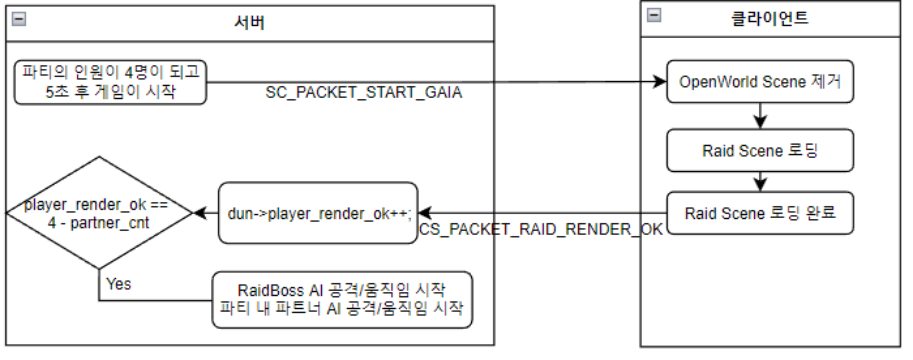 서버
클라이언트
파티의 인원이 4명이 되고
5초 후 게임이 시작
SC_PACKET_START_GAIA
OpenWorld Scene 제거
Raid Scene 로딩
Raid Scene 로딩 완료
CS_PACKET_RAID_RENDER_OK
dun->player_render_ok++;
player_render_ok ==
4 - partner_cnt
Yes
RaidBoss AI 공격/움직임 시작
파티 내 파트너 AI 공격/움직임 시작